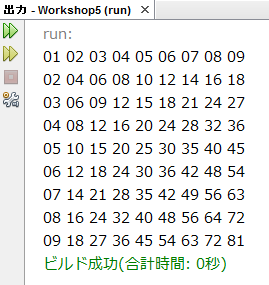 出力 - Workshop5 (run) ×
run:
01 02 03 04 05 06 07 08 09
02 04 06 08 10 12 14 16 18
03 06 09 12 15 18 21 24 27
04 08 12 16 20 24 28 32 36
05 10 15 20 25 30 35 40 45
06 12 18 24 30 36 42 48 54
07 14 21 28 35 42 49 56 63
08 16 24 32 40 48 56 64 72
09 18 27 36 45 54 63 72 81
ビルド成功(合計時間: 0秒)